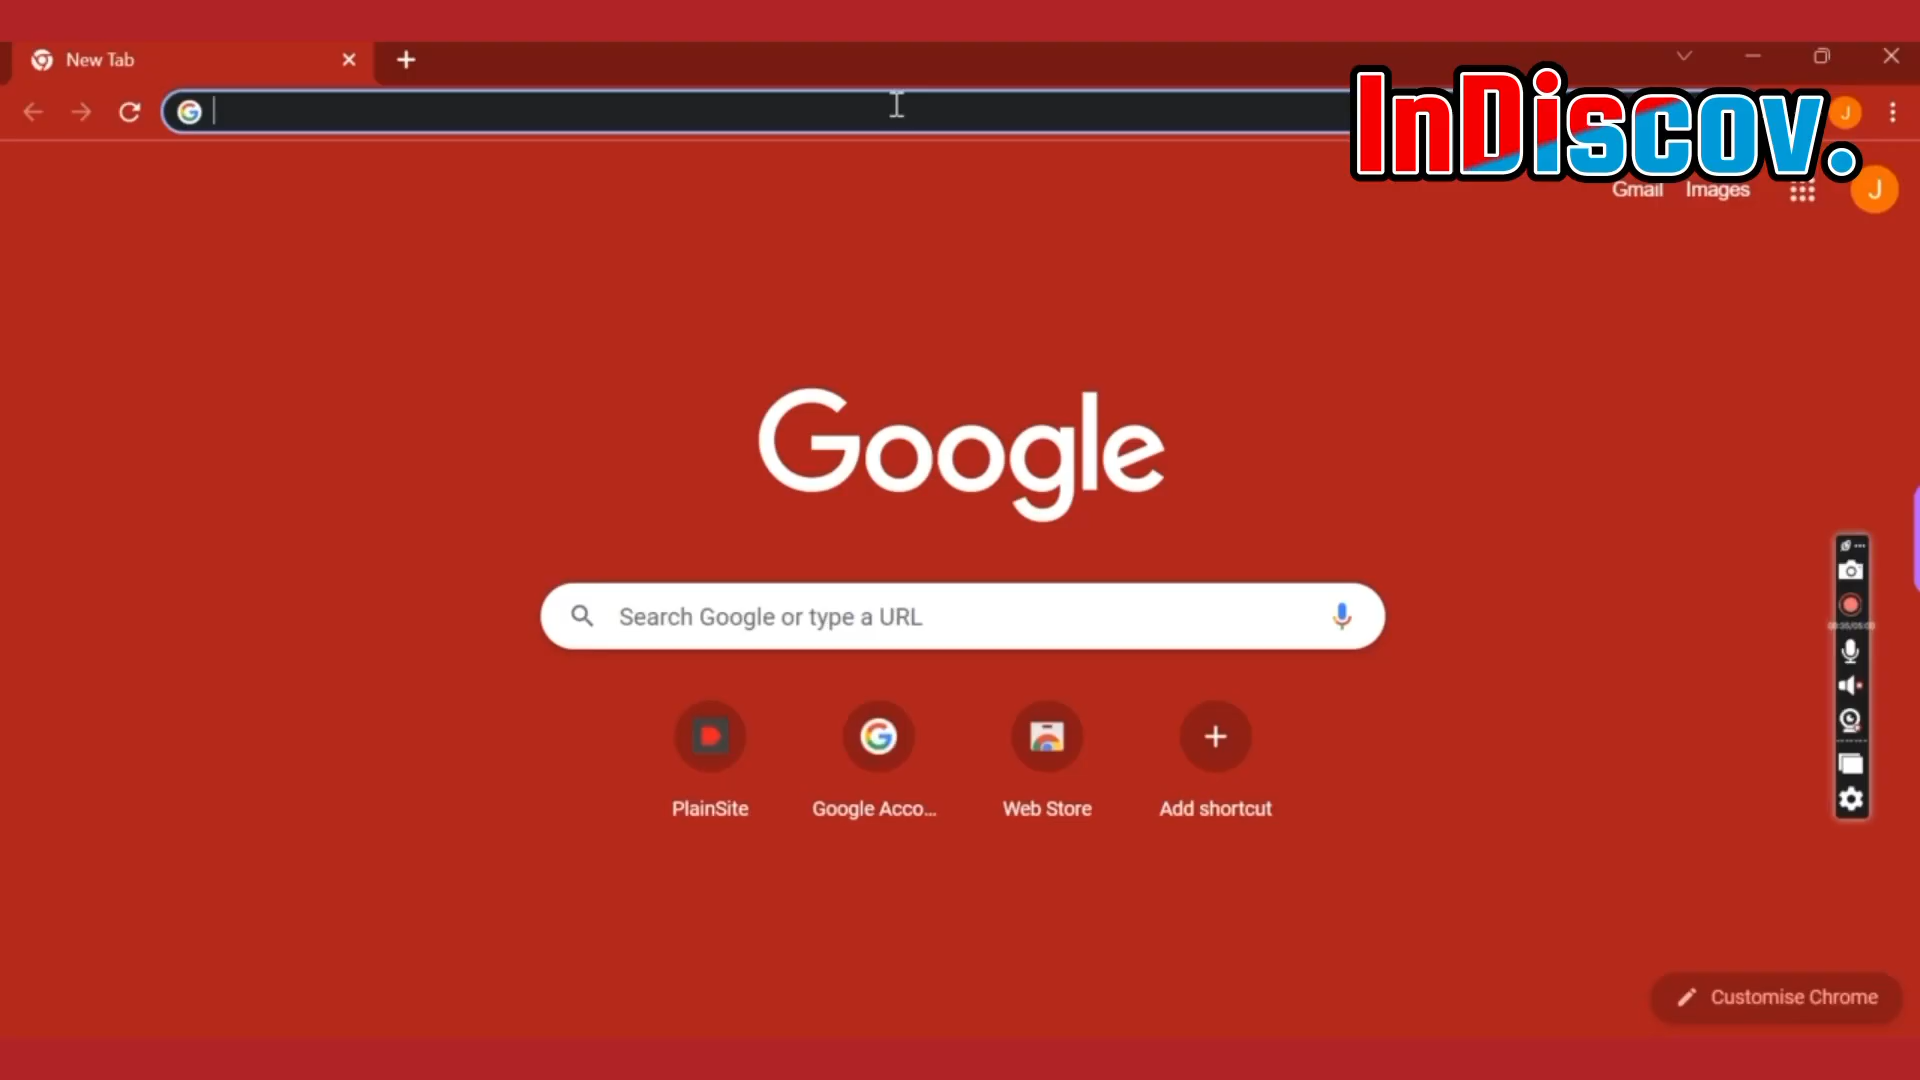 New Tab
InDiscov.
J
Gmail
Images
J
Google
Search Google or type a URL
PlainSite
Google Acco...
Web Store
Add shortcut
Customise Chrome